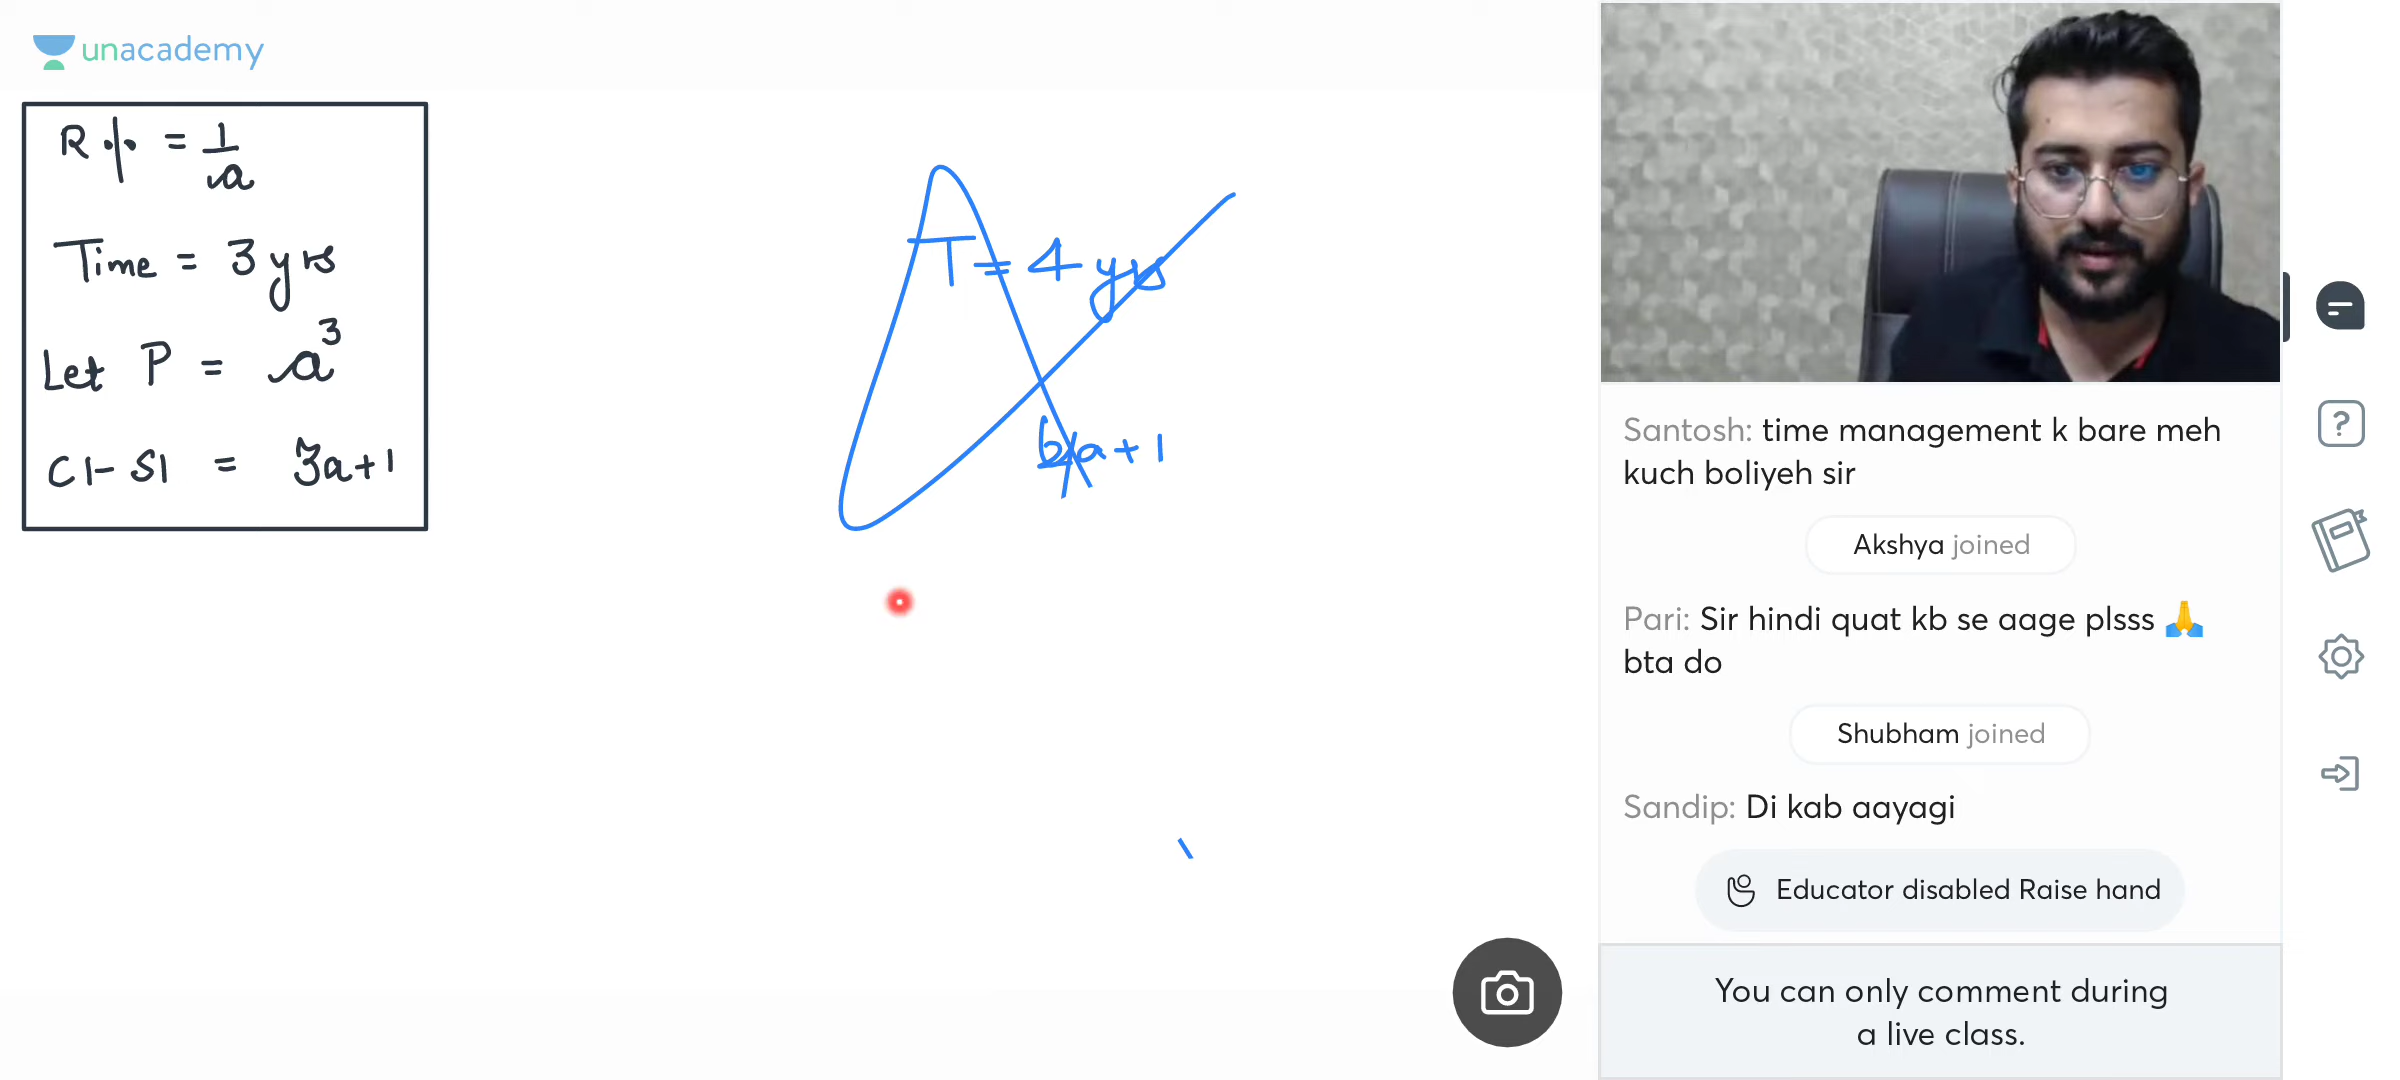 unacademy
R% = 1/a
Time = 3 yrs
Let P = a³
CI - SI = 3a+1
T = 4 yrs
a+1
Santosh: time management k bare meh
kuch boliyeh sir
Akshya joined
Pari: Sir hindi quat kb se aage plsss 🙏
bta do
Shubham joined
Sandip: Di kab aayagi
Educator disabled Raise hand
You can only comment during
a live class.